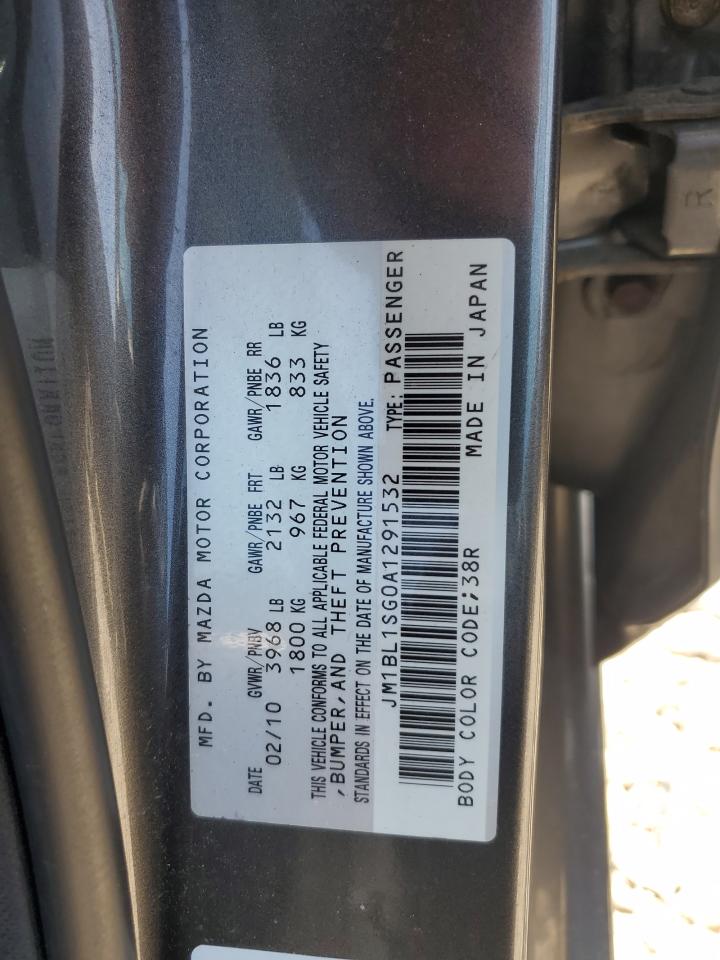 MFD. BY MAZDA MOTOR CORPORATION
DATE GVWR/PNBV GAWR/PNBE FRT GAWR/PNBE RR
02/10 3968 LB 2132 LB 1836 LB
1800 KG 967 KG 833 KG
THIS VEHICLE CONFORMS TO ALL APPLICABLE FEDERAL MOTOR VEHICLE SAFETY
,BUMPER,AND THEFT PREVENTION
STANDARDS IN EFFECT ON THE DATE OF MANUFACTURE SHOWN ABOVE.
JM1BL1SG0A1291532 TYPE: PASSENGER
BODY COLOR CODE;38R MADE IN JAPAN